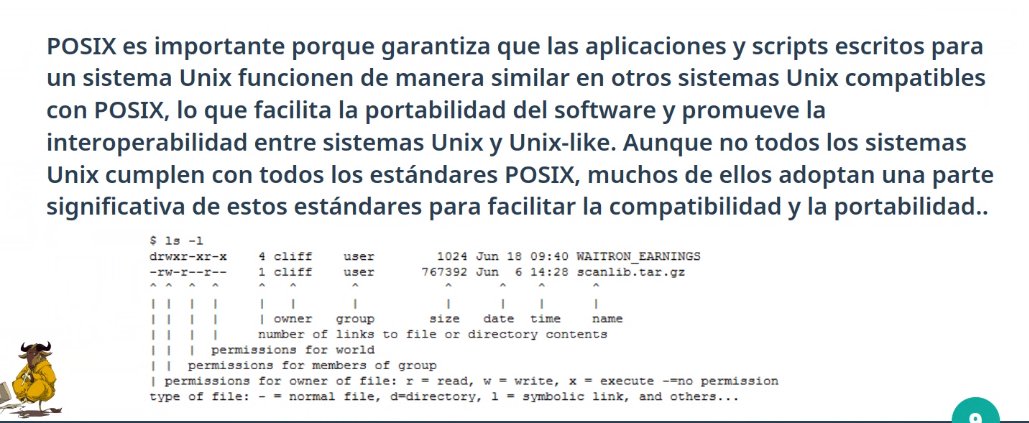 POSIX es importante porque garantiza que las aplicaciones y scripts escritos para
un sistema Unix funcionen de manera similar en otros sistemas Unix compatibles
con POSIX, lo que facilita la portabilidad del software y promueve la
interoperabilidad entre sistemas Unix y Unix-like. Aunque no todos los sistemas
Unix cumplen con todos los estándares POSIX, muchos de ellos adoptan una parte
significativa de estos estándares para facilitar la compatibilidad y la portabilidad..
$ ls -l
drwxr-xr-x 4 cliff user 1024 Jun 18 09:40 WAITRON_EARNINGS
-rw-r--r-- 1 cliff user 767392 Jun 6 14:28 scanlib.tar.gz
^ ^ ^ ^ ^ ^ ^ ^ ^ ^ ^
| | | | | | | | | | |
| | | | | owner group size date time name
| | | | number of links to file or directory contents
| | | permissions for world
| | permissions for members of group
| permissions for owner of file: r = read, w = write, x = execute -=no permission
type of file: - = normal file, d=directory, l = symbolic link, and others...